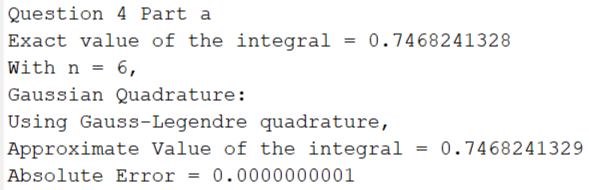 Question 4 Part a
Exact value of the integral = 0.7468241328
With n = 6,
Gaussian Quadrature:
Using Gauss-Legendre quadrature,
Approximate Value of the integral = 0.7468241329
Absolute Error = 0.0000000001